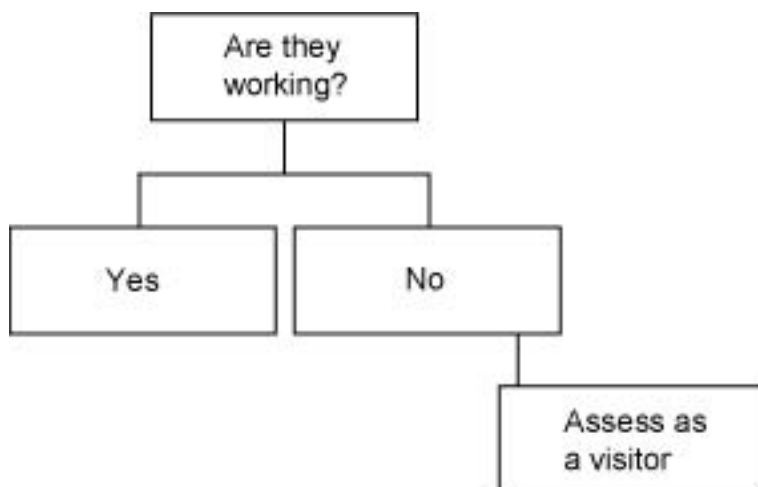 Are they
working?
Yes
No
Assess as
a visitor